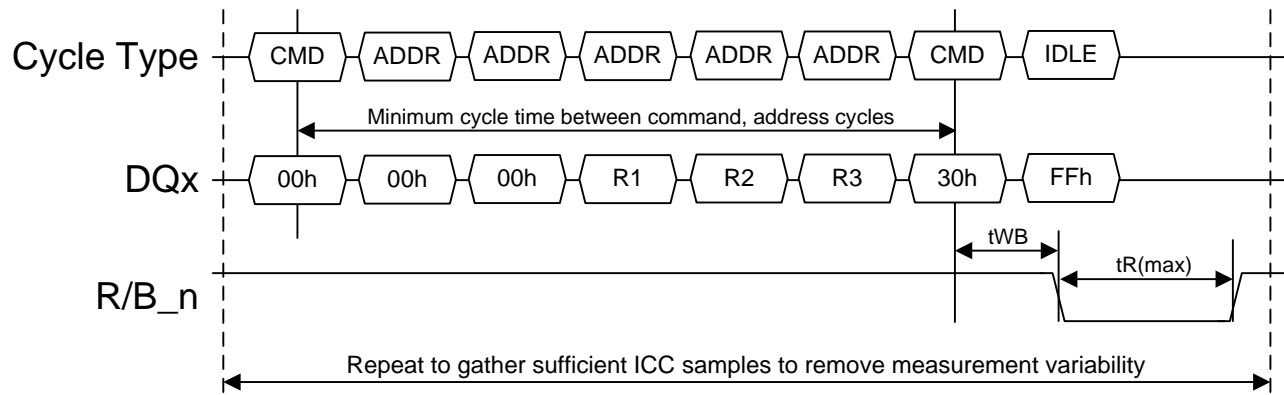 Cycle Type CMD ADDR ADDR ADDR ADDR ADDR CMD IDLE
Minimum cycle time between command, address cycles
DQx 00h 00h 00h R1 R2 R3 30h FFh
tWB
tR(max)
R/B_n
Repeat to gather sufficient ICC samples to remove measurement variability